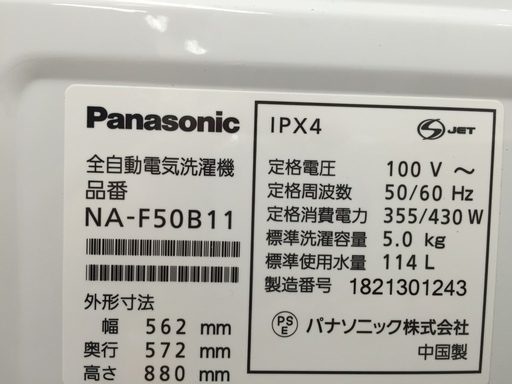 Panasonic
全自動電気洗濯機
品番
NA-F50B11
外形寸法
幅 562 mm
奥行 572 mm
高さ 880 mm
IPX4
S JET
定格電圧 100 V ～
定格周波数 50/60 Hz
定格消費電力 355/430 W
標準洗濯容量 5.0 kg
標準使用水量 114 L
製造番号 1821301243
PS E パナソニック株式会社
中国製